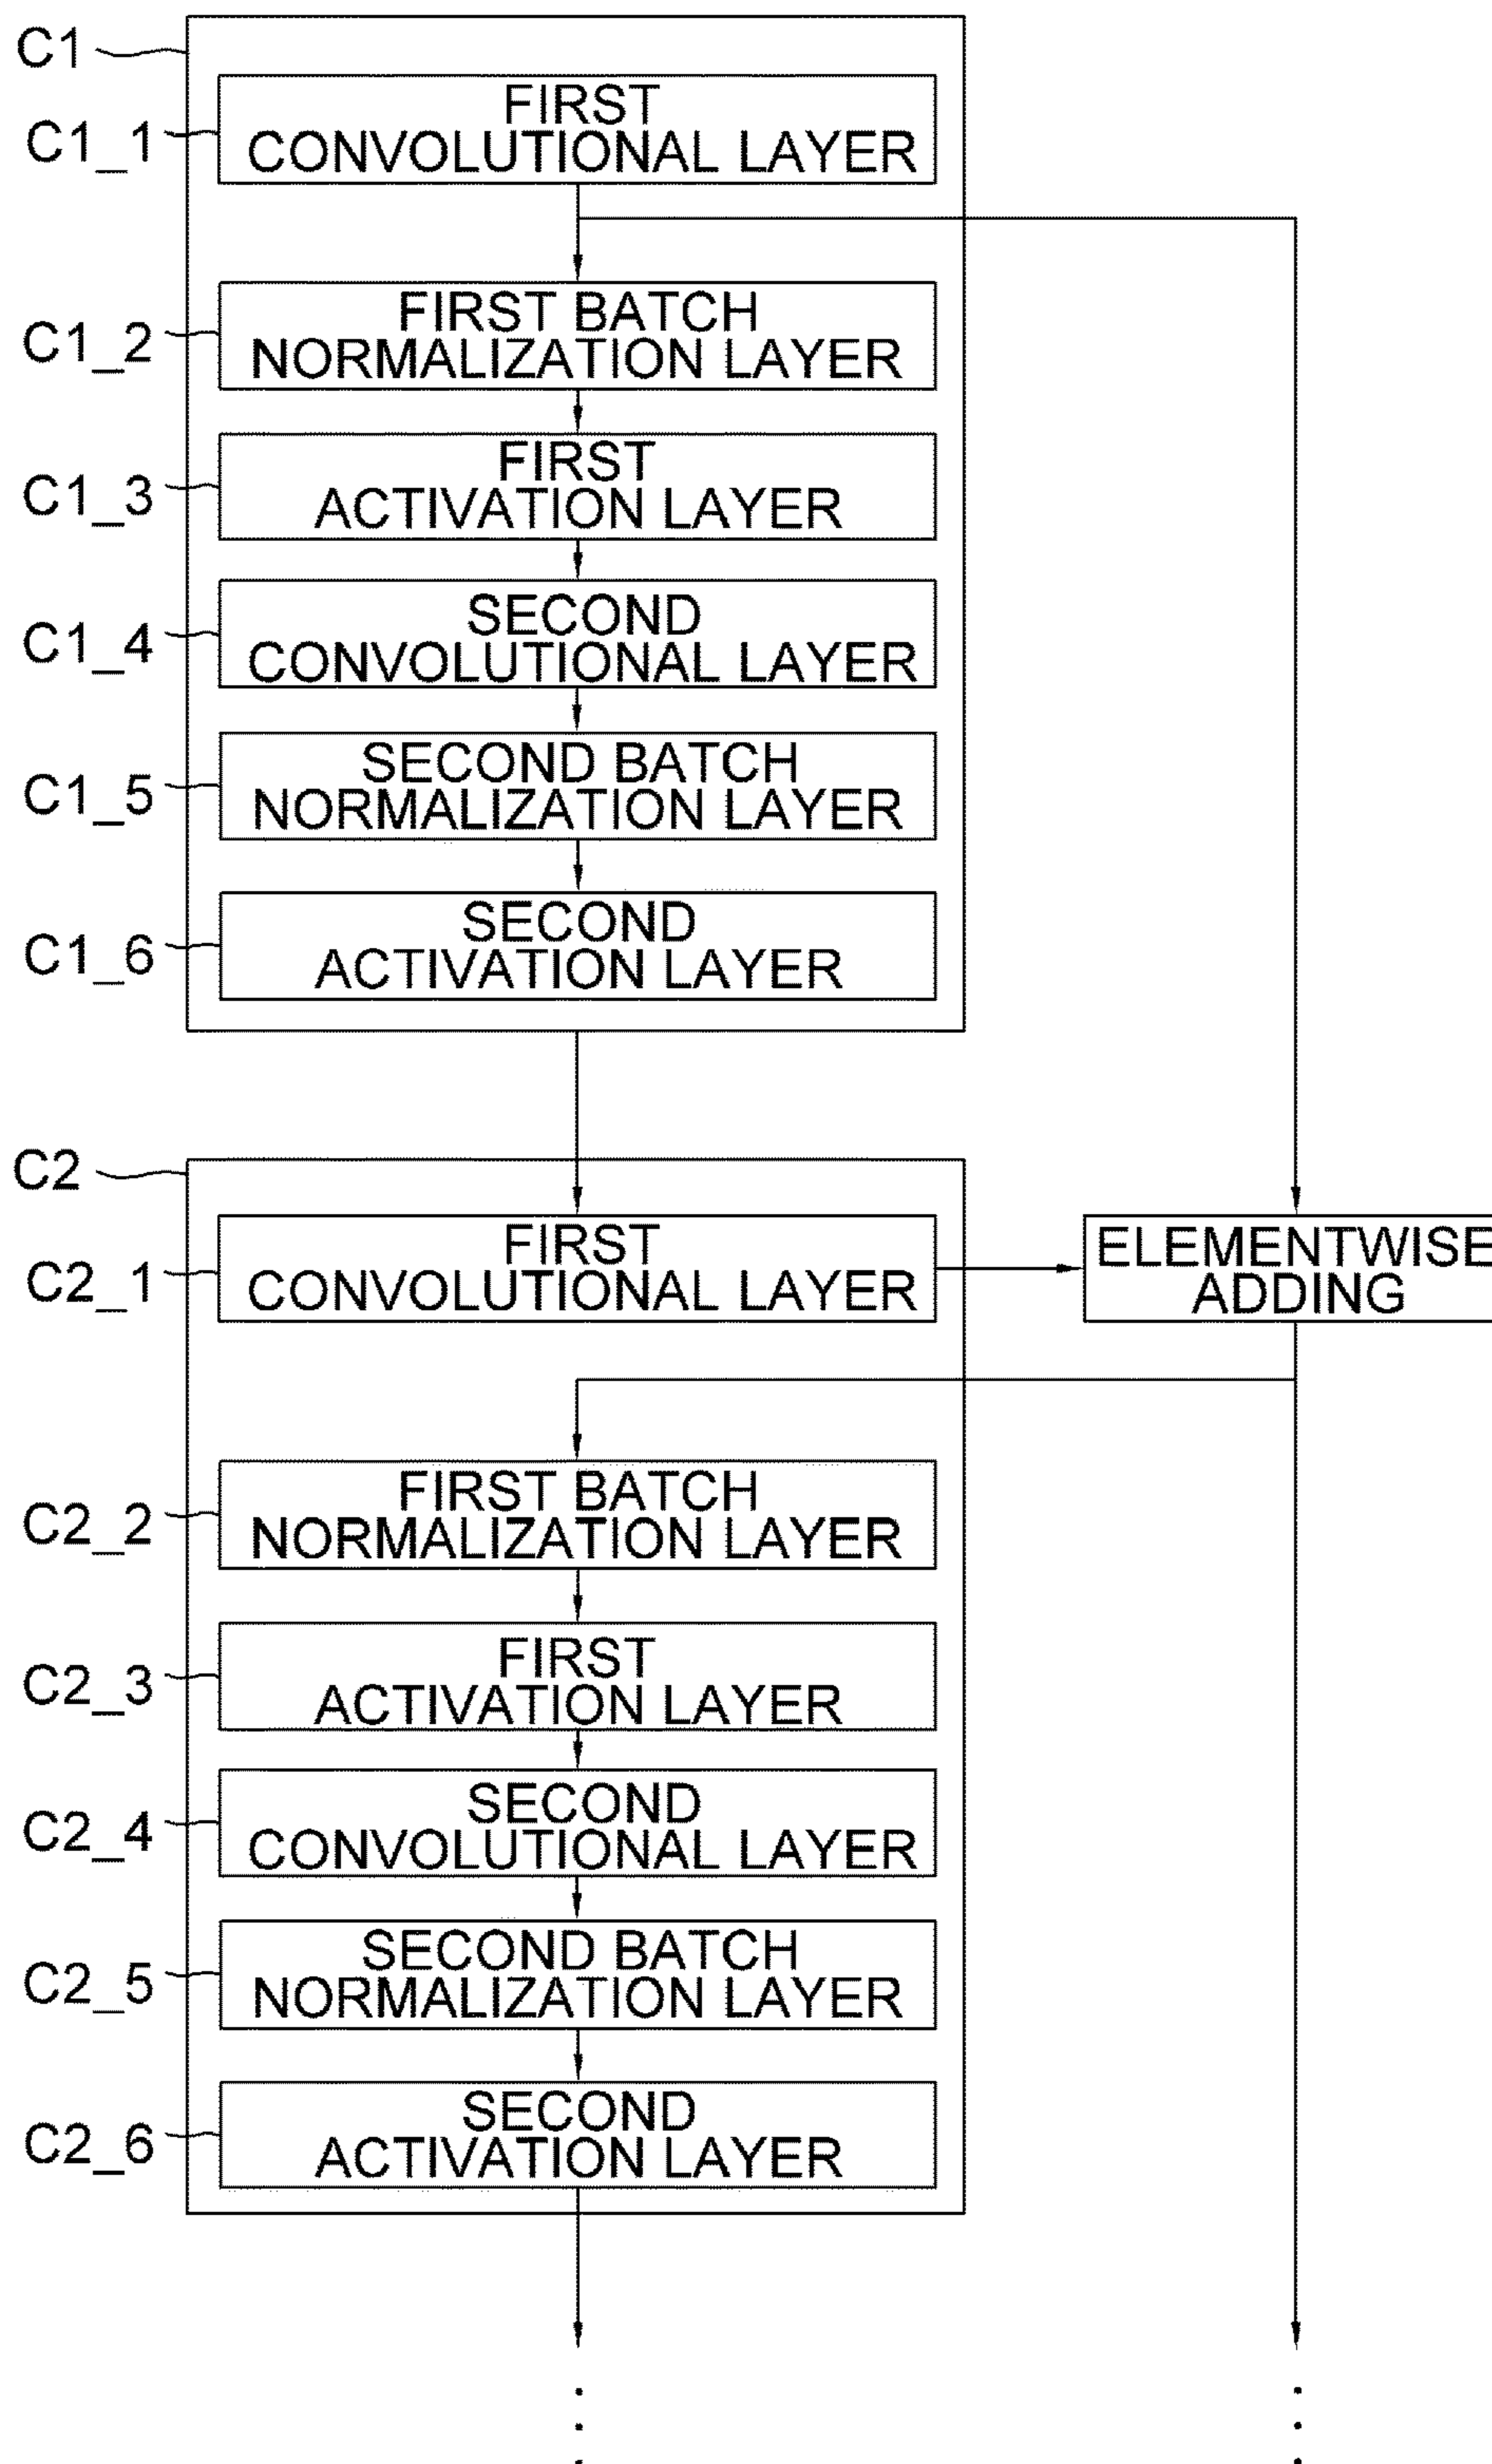 C1
C1_1
FIRST
CONVOLUTIONAL LAYER
C1_2
FIRST BATCH
NORMALIZATION LAYER
C1_3
FIRST
ACTIVATION LAYER
C1_4
SECOND
CONVOLUTIONAL LAYER
C1_5
SECOND BATCH
NORMALIZATION LAYER
C1_6
SECOND
ACTIVATION LAYER
C2
C2_1
FIRST
CONVOLUTIONAL LAYER
ELEMENTWISE
ADDING
C2_2
FIRST BATCH
NORMALIZATION LAYER
C2_3
FIRST
ACTIVATION LAYER
C2_4
SECOND
CONVOLUTIONAL LAYER
C2_5
SECOND BATCH
NORMALIZATION LAYER
C2_6
SECOND
ACTIVATION LAYER